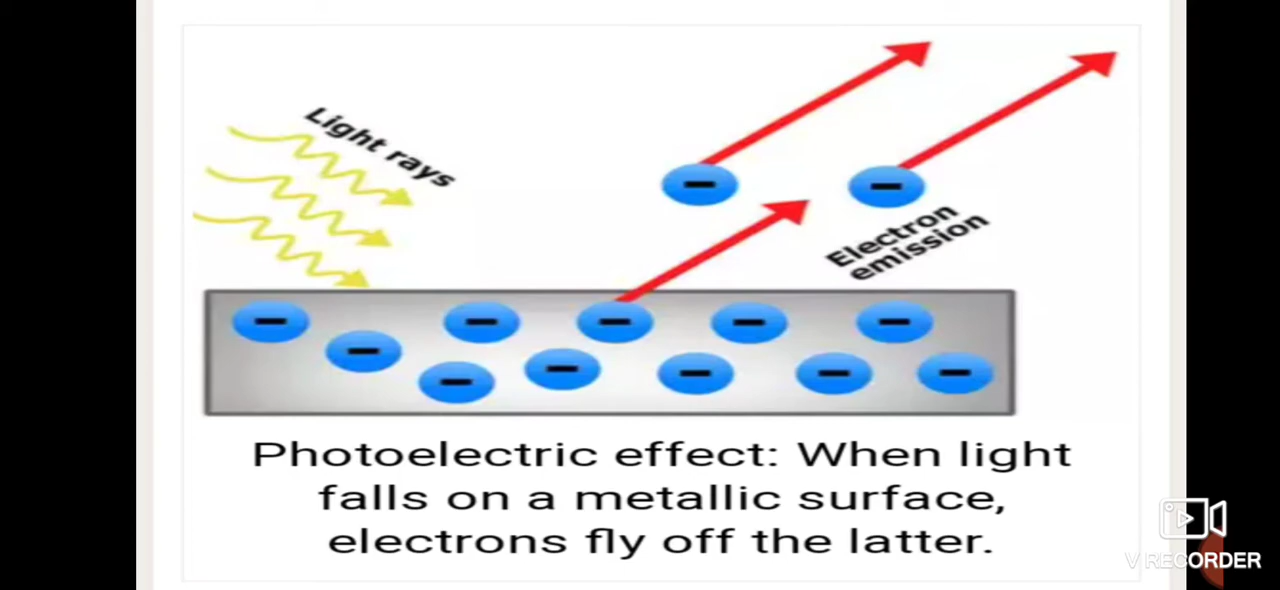 Light rays
Electron
emission
Photoelectric effect: When light
falls on a metallic surface,
electrons fly off the latter.
V RECORDER